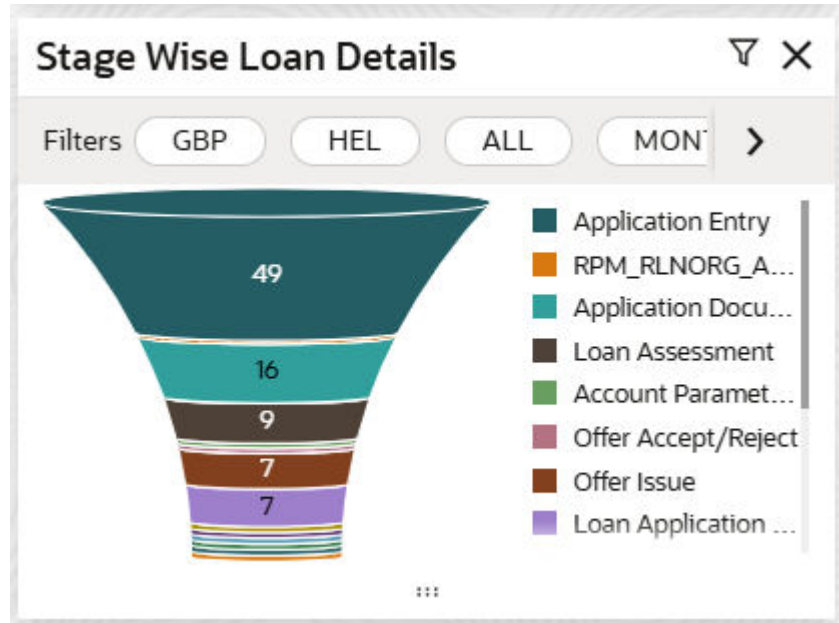 Stage Wise Loan Details
Filters GBP HEL ALL MON
49
16
9
7
7
Application Entry
RPM_RLNORG_A...
Application Docu...
Loan Assessment
Account Paramet...
Offer Accept/Reject
Offer Issue
Loan Application ...